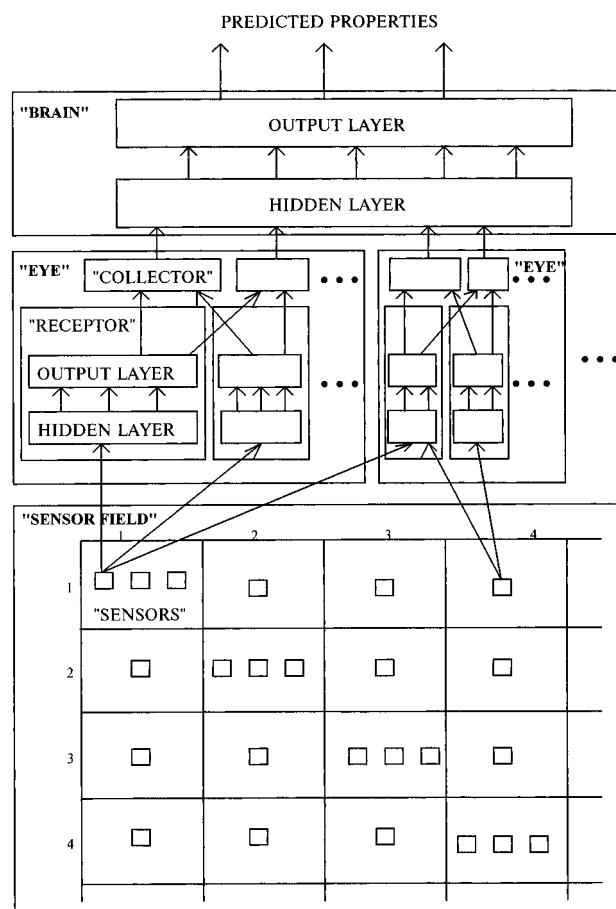 PREDICTED PROPERTIES
"BRAIN"
OUTPUT LAYER
HIDDEN LAYER
"EYE"
"COLLECTOR"
"EYE"
"RECEPTOR"
OUTPUT LAYER
HIDDEN LAYER
"SENSOR FIELD"
1 2 3 4
1
"SENSORS"
2
3
4